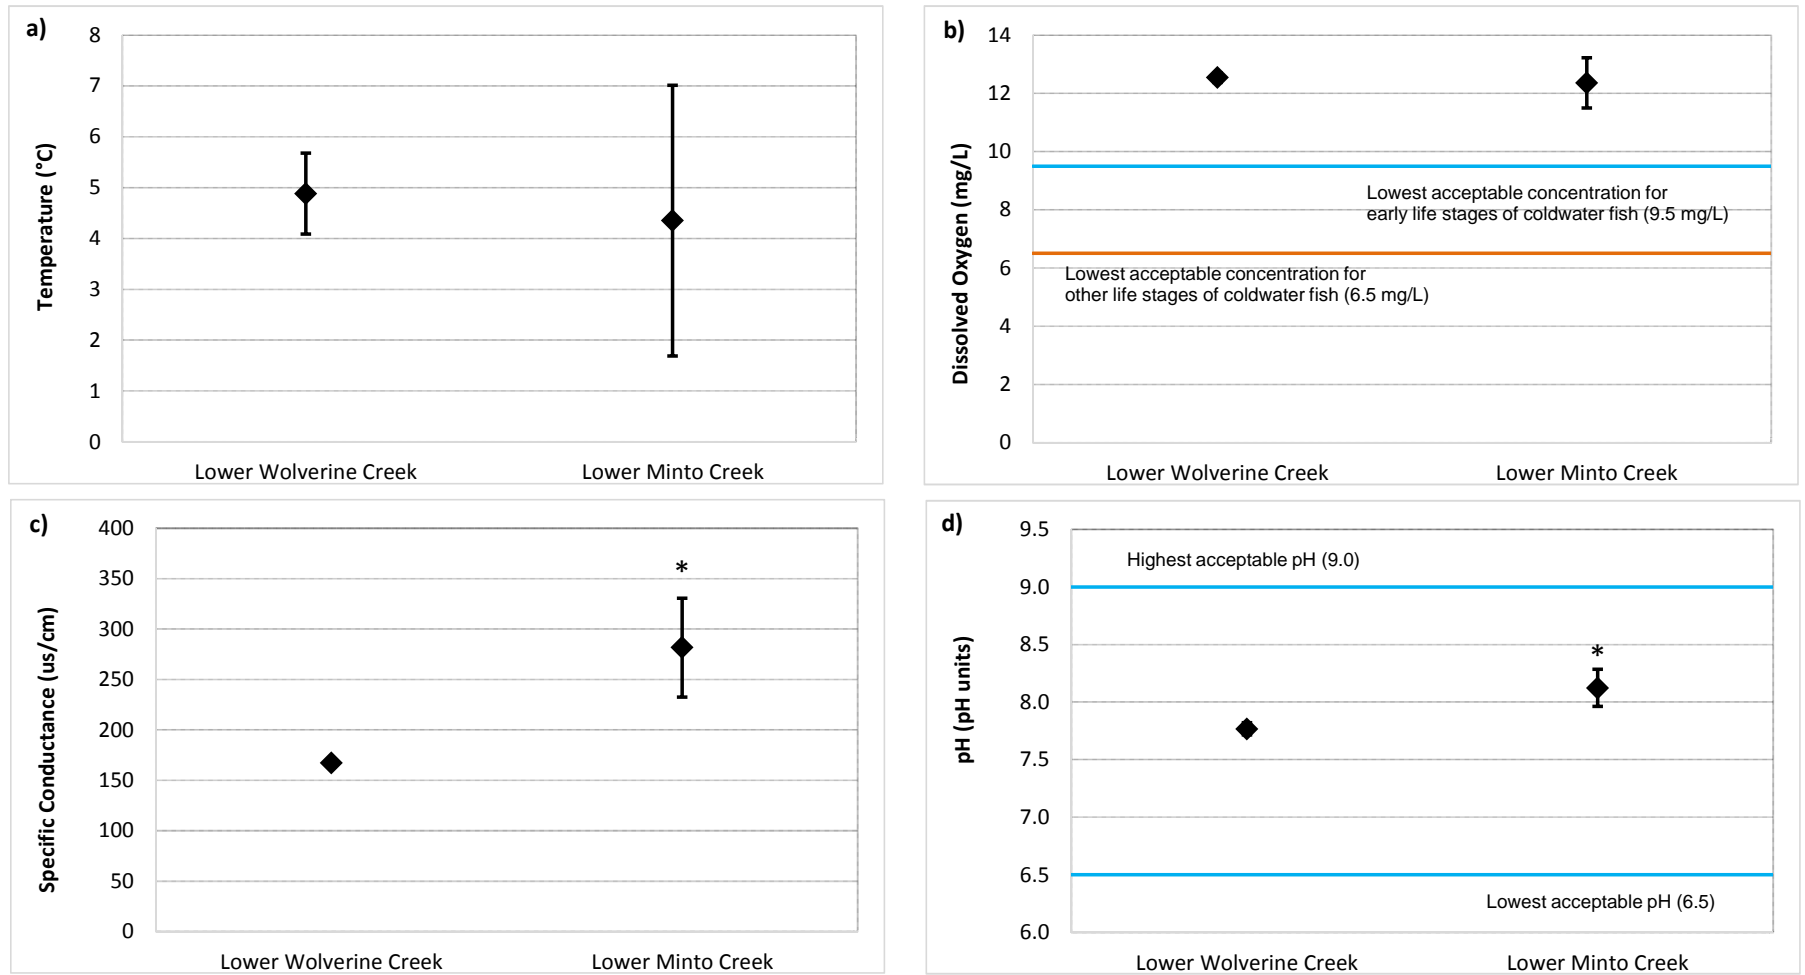 a)
8
7
6
5
4
3
2
1
0
Temperature (°C)
Lower Wolverine Creek
Lower Minto Creek
b)
14
12
10
8
6
4
2
0
Dissolved Oxygen (mg/L)
Lowest acceptable concentration for
early life stages of coldwater fish (9.5 mg/L)
Lowest acceptable concentration for
other life stages of coldwater fish (6.5 mg/L)
Lower Wolverine Creek
Lower Minto Creek
c)
400
350
300
250
200
150
100
50
0
Specific Conductance (us/cm)
*
Lower Wolverine Creek
Lower Minto Creek
d)
9.5
9.0
8.5
8.0
7.5
7.0
6.5
6.0
pH (pH units)
Highest acceptable pH (9.0)
*
Lowest acceptable pH (6.5)
Lower Wolverine Creek
Lower Minto Creek